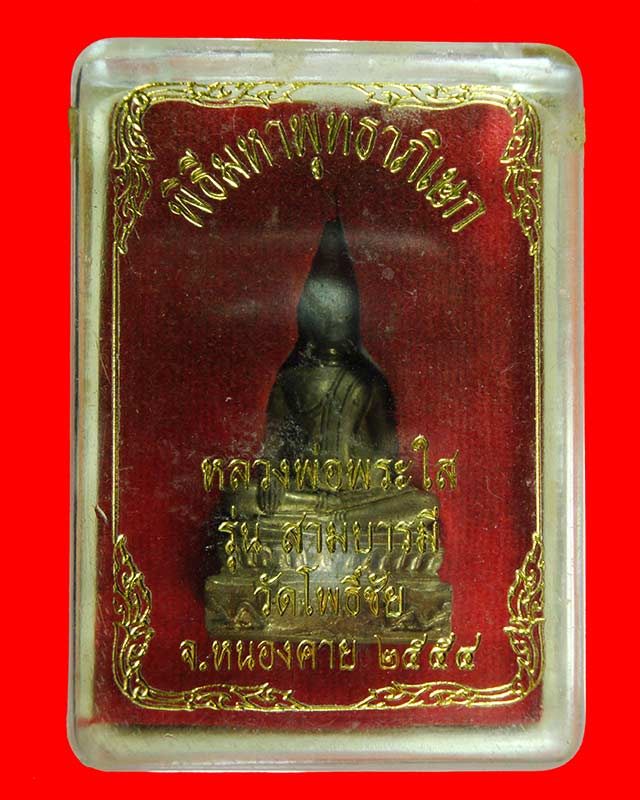 พิธีมหาพุทธาภิเษก
หลวงพ่อพระใส
รุ่น สามบารมี
วัดโพธิ์ชัย
จ.หนองคาย ๒๕๕๔